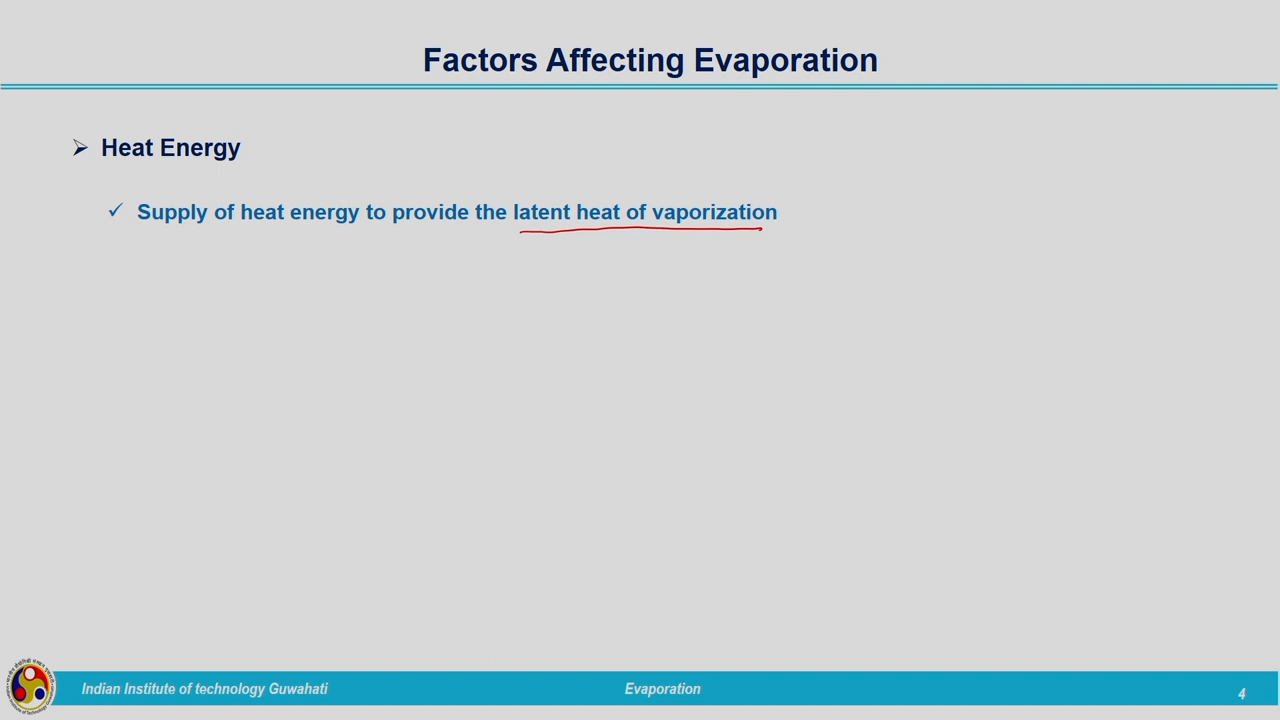 Factors Affecting Evaporation
Heat Energy
Supply of heat energy to provide the latent heat of vaporization
Indian Institute of technology Guwahati
Evaporation
4